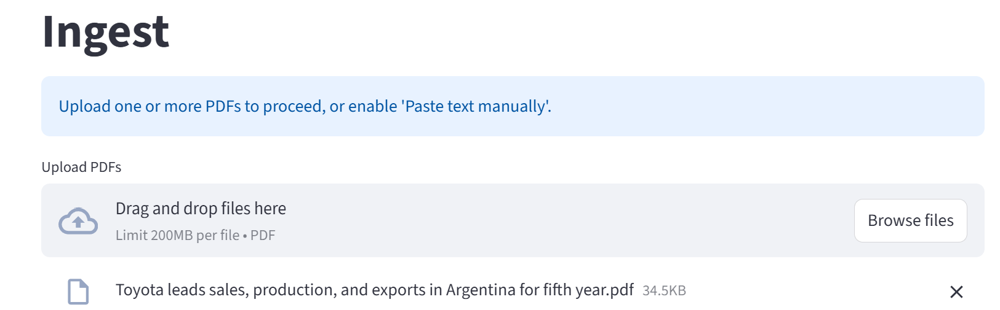 Ingest
Upload one or more PDFs to proceed, or enable 'Paste text manually'.
Upload PDFs
Drag and drop files here
Limit 200MB per file • PDF
Browse files
Toyota leads sales, production, and exports in Argentina for fifth year.pdf 34.5KB